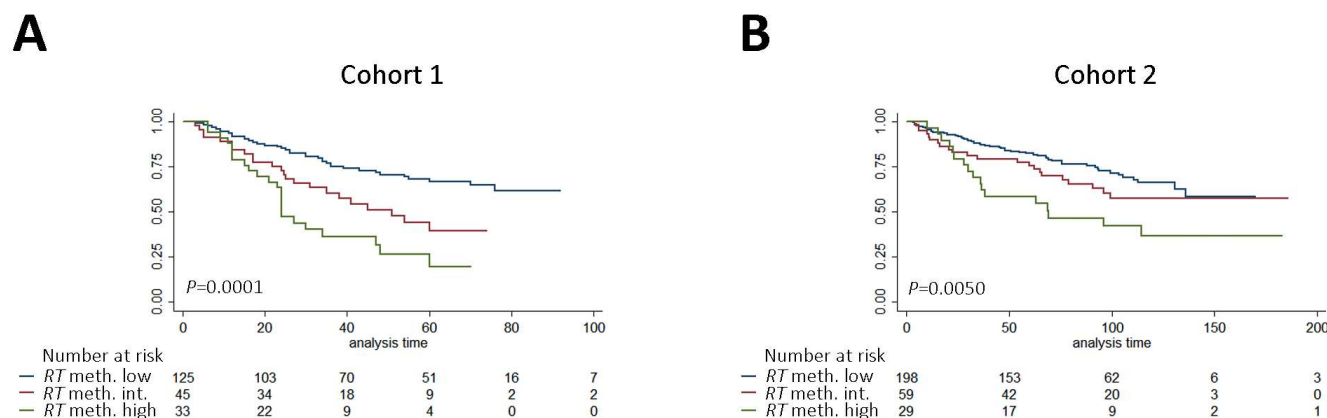 A
Cohort 1
1.00
0.75
0.50
0.25
0.00
P=0.0001
0 20 40 60 80 100
analysis time
Number at risk
RT meth. low 125 103 70 51 16 7
RT meth. int. 45 34 18 9 2 2
RT meth. high 33 22 9 4 0 0
B
Cohort 2
1.00
0.75
0.50
0.25
0.00
P=0.0050
0 50 100 150 200
analysis time
Number at risk
RT meth. low 198 153 62 6 3
RT meth. int. 59 42 20 3 0
RT meth. high 29 17 9 2 1